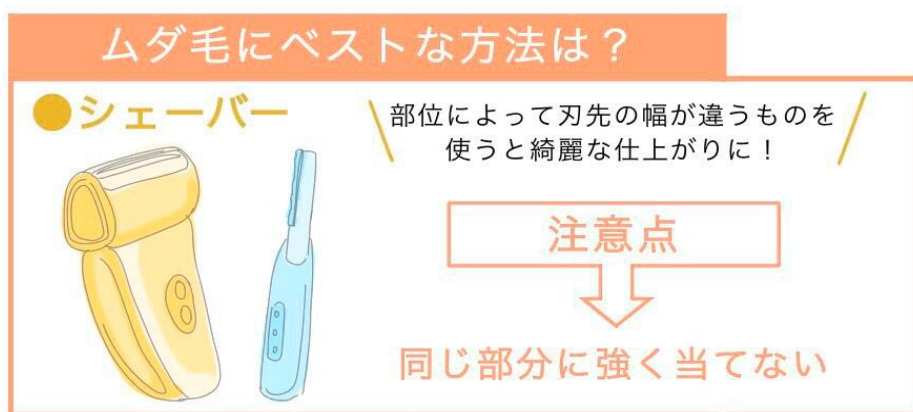 ムダ毛にベストな方法は？
●シェーバー
部位によって刃先の幅が違うものを
使うと綺麗な仕上がりに！
注意点
同じ部分に強く当てない